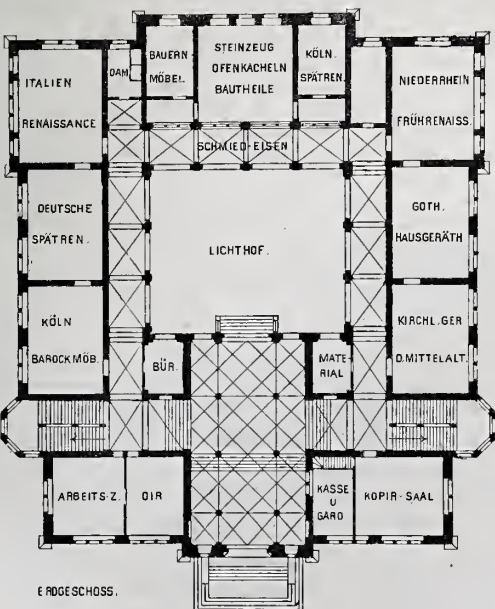 DAM.
BAUERN
MÖBEL.
STEINZEUG
OFENKACHELN
BAUTHEILE
KÖLN.
SPÄTREN.
ITALIEN
RENAISSANCE
NIEDERRHEIN
FRÜHRENAISS.
SCHMIED-EISEN
DEUTSCHE
SPÄTREN.
GOTH.
HAUSGERÄTH
LICHTHOF.
KÖLN
BAROCKMÖB.
KIRCHL.GER
D.MITTELALT.
BÜR.
MATE-
RIAL
ARBEITS-Z.
DIR
KASSE
U
GARD
KOPIR-SAAL
ERDGESCHOSS.